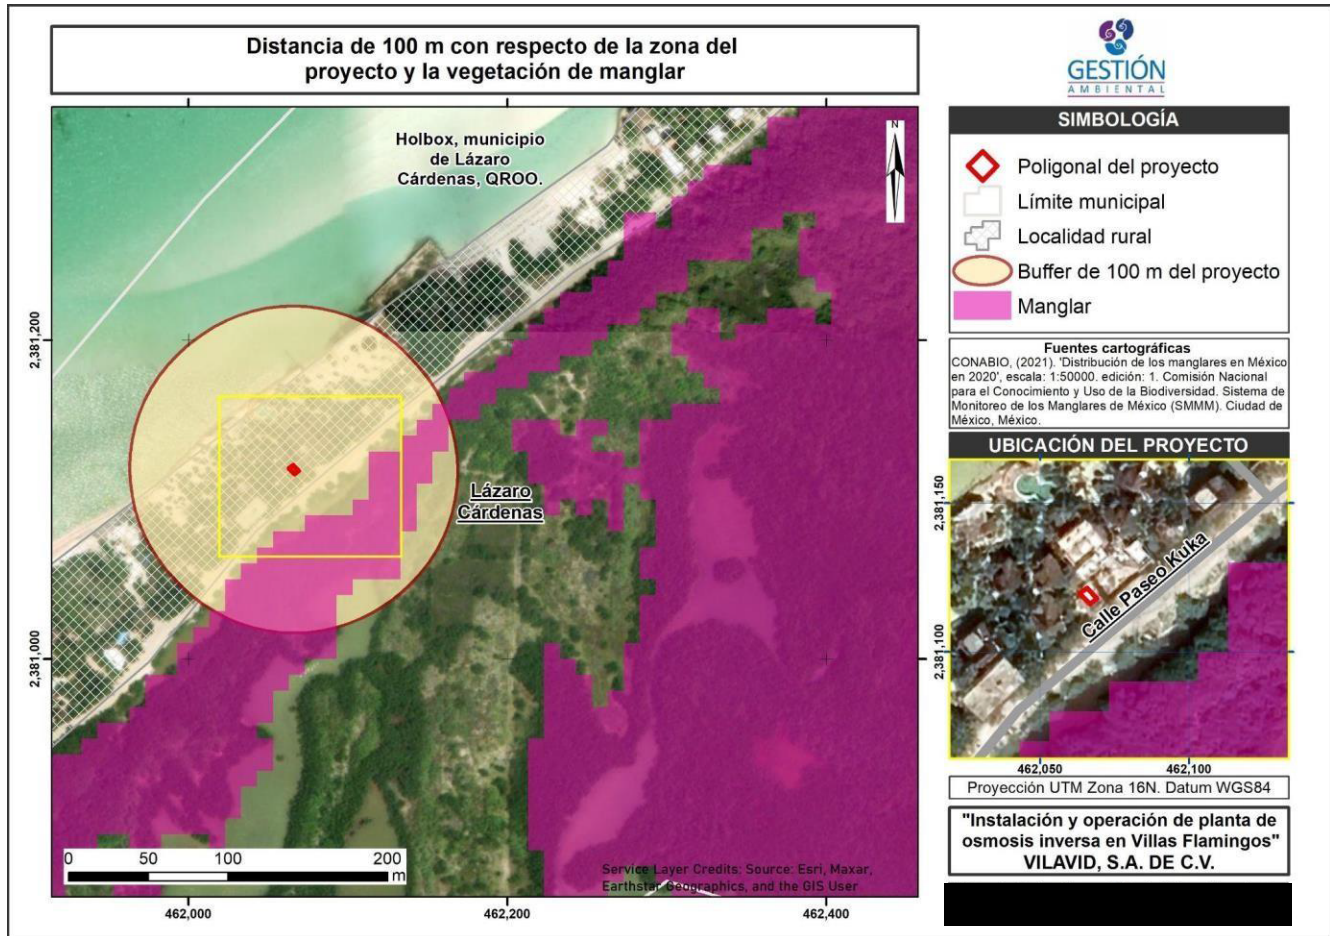 Distancia de 100 m con respecto de la zona del
proyecto y la vegetación de manglar
GESTIÓN
AMBIENTAL
Holbox, municipio
de Lázaro
Cárdenas, QROO.
N
Lázaro
Cárdenas
2,381,200
2,381,000
0 50 100 200
m
Service Layer Credits: Source: Esri, Maxar,
Earthstar Geographics, and the GIS User
462,000 462,200 462,400
SIMBOLOGÍA
Poligonal del proyecto
Límite municipal
Localidad rural
Buffer de 100 m del proyecto
Manglar
Fuentes cartográficas
CONABIO, (2021). 'Distribución de los manglares en México
en 2020', escala: 1:50000. edición: 1. Comisión Nacional
para el Conocimiento y Uso de la Biodiversidad. Sistema de
Monitoreo de los Manglares de México (SMMM). Ciudad de
México, México.
UBICACIÓN DEL PROYECTO
2,381,150
2,381,100
Calle Paseo Kuka
462,050 462,100
Proyección UTM Zona 16N. Datum WGS84
"Instalación y operación de planta de
osmosis inversa en Villas Flamingos"
VILAVID, S.A. DE C.V.